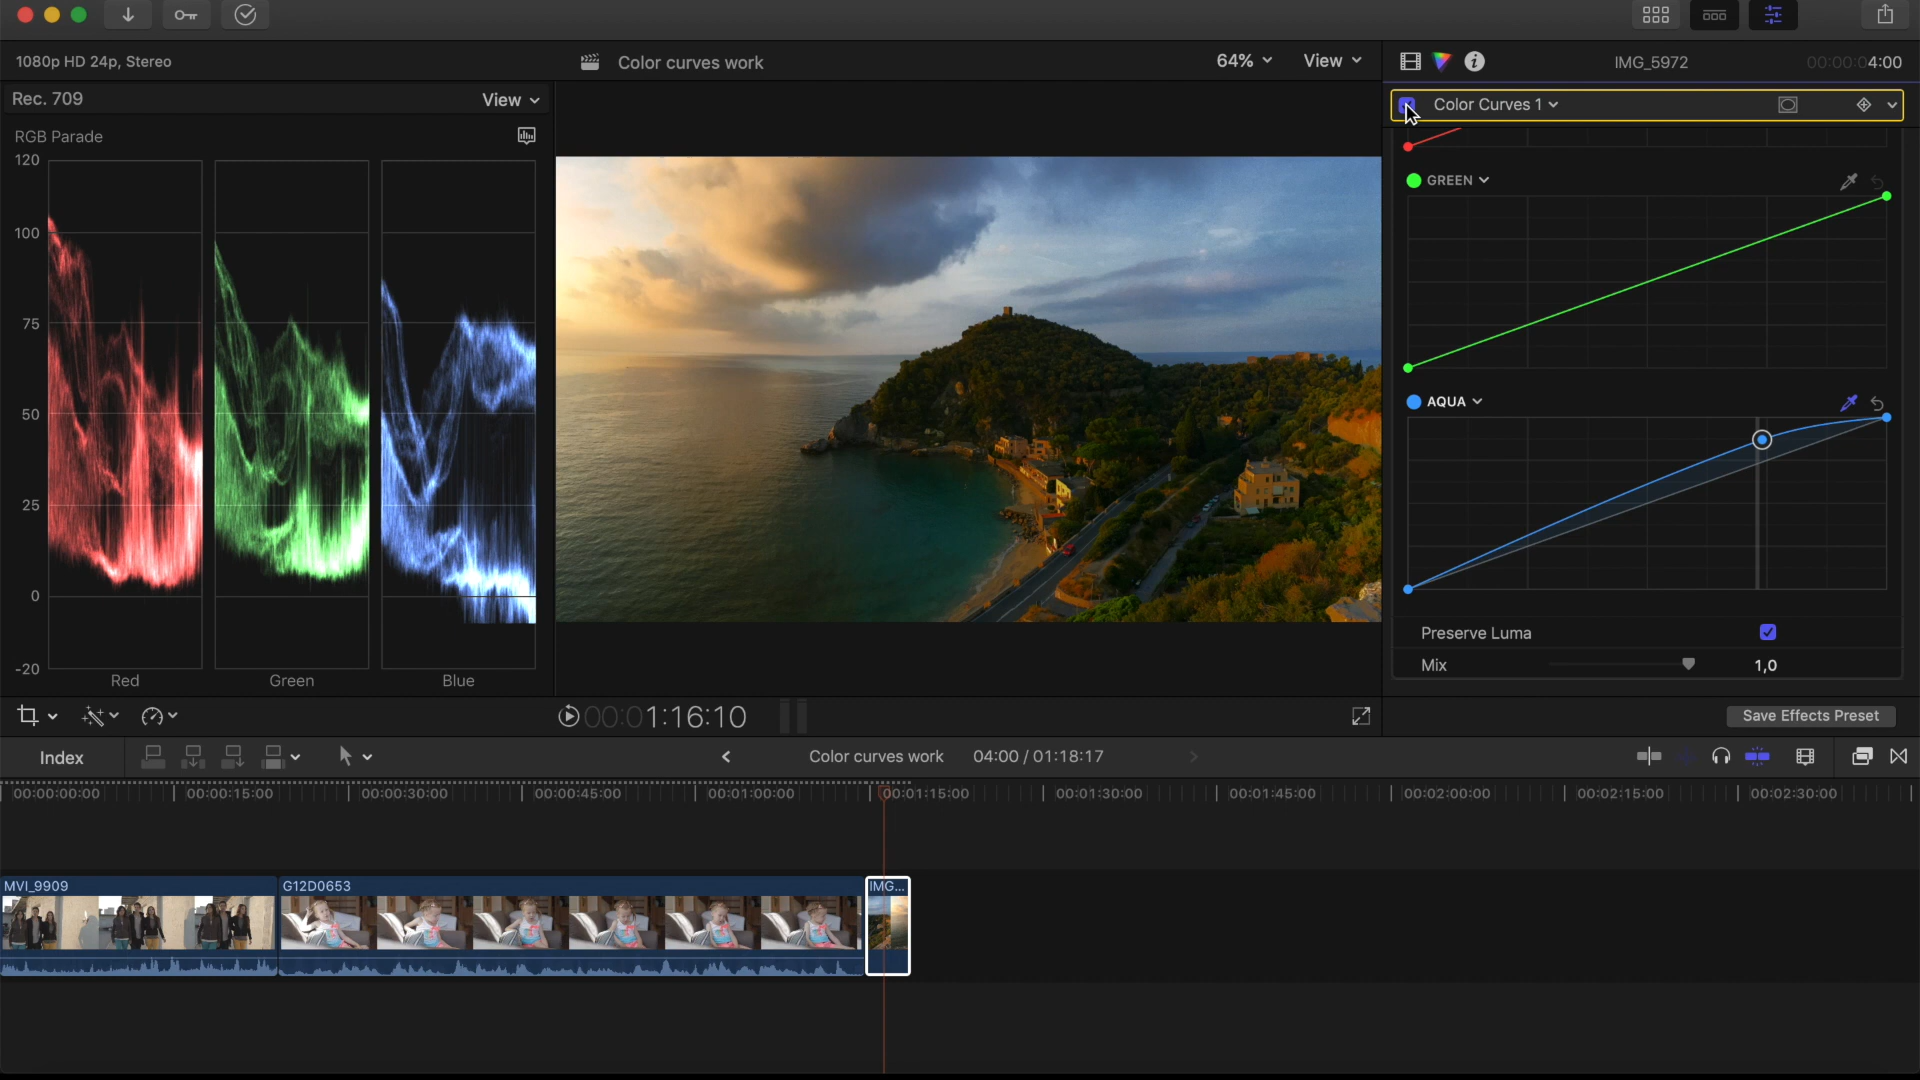 1080p HD 24p, Stereo
Color curves work
64%
View
IMG_5972
00:00:04:00
Rec. 709
View
Color Curves 1
RGB Parade
120
100
75
50
25
0
-20
Red
Green
Blue
GREEN
AQUA
Preserve Luma
Mix
1,0
00:01:16:10
Save Effects Preset
Index
Color curves work
04:00 / 01:18:17
00:00:00:00
00:00:15:00
00:00:30:00
00:00:45:00
00:01:00:00
00:01:15:00
00:01:30:00
00:01:45:00
00:02:00:00
00:02:15:00
00:02:30:00
MVI_9909
G12D0653
IMG...